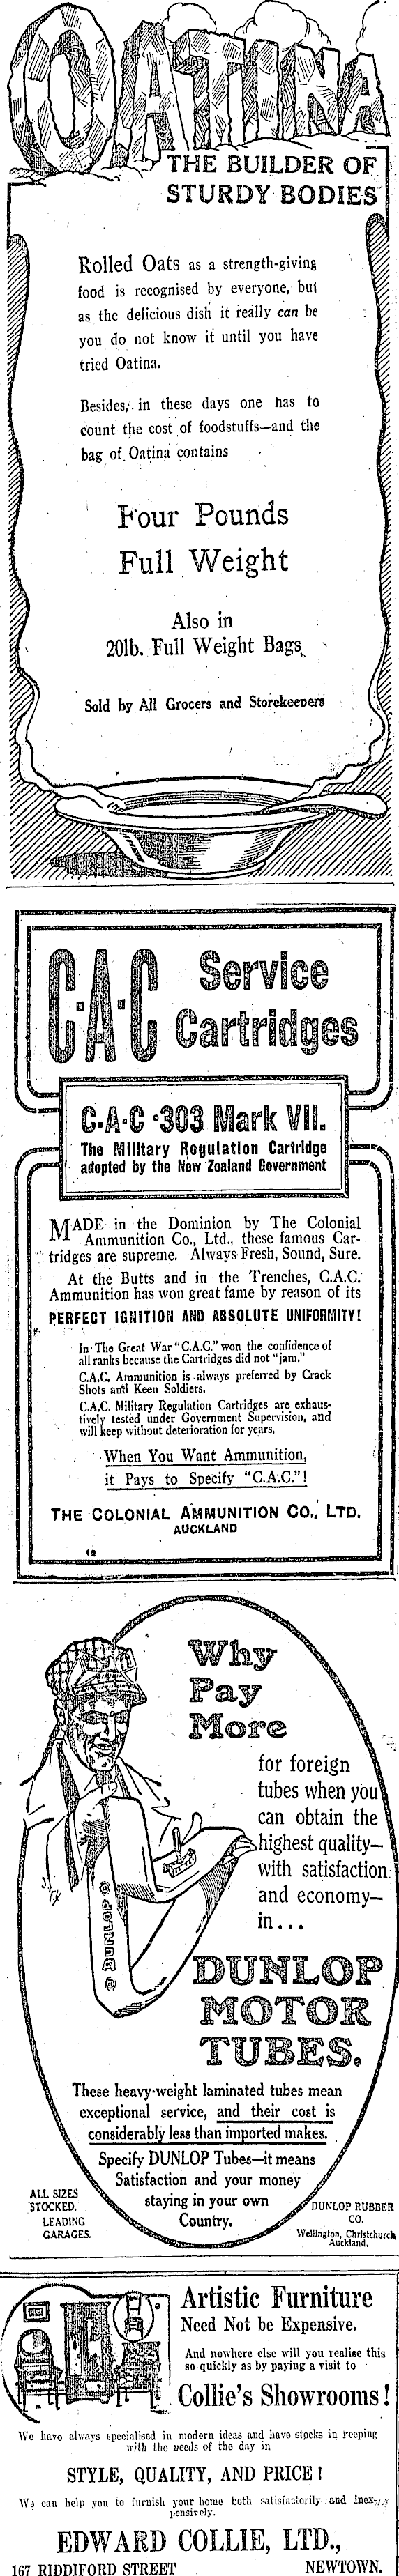 OATINA
THE BUILDER OF
STURDY BODIES
Rolled Oats as a strength-giving
food is recognised by everyone, but
as the delicious dish it really can be
you do not know it until you have
tried Oatina.
Besides, in these days one has to
count the cost of foodstuffs—and the
bag of Oatina contains
Four Pounds
Full Weight
Also in
20lb. Full Weight Bags
Sold by All Grocers and Storekeepers
C·A·C Service
Cartridges
C·A·C ·303 Mark VII.
The Military Regulation Cartridge
adopted by the New Zealand Government
MADE in the Dominion by The Colonial
Ammunition Co., Ltd., these famous Car-
tridges are supreme. Always Fresh, Sound, Sure.
At the Butts and in the Trenches, C.A.C.
Ammunition has won great fame by reason of its
PERFECT IGNITION AND ABSOLUTE UNIFORMITY!
In The Great War "C.A.C." won the confidence of
all ranks because the Cartridges did not "jam."
C.A.C. Ammunition is always preferred by Crack
Shots and Keen Soldiers.
C.A.C. Military Regulation Cartridges are exhaus-
tively tested under Government Supervision, and
will keep without deterioration for years.
When You Want Ammunition,
it Pays to Specify "C.A.C."!
THE COLONIAL AMMUNITION CO., LTD.
AUCKLAND
12
Why
Pay
More
for foreign
tubes when you
can obtain the
highest quality—
with satisfaction
and economy—
in...
DUNLOP
DUNLOP
MOTOR
TUBES.
These heavy-weight laminated tubes mean
exceptional service, and their cost is
considerably less than imported makes.
Specify DUNLOP Tubes—it means
Satisfaction and your money
staying in your own
Country.
ALL SIZES
STOCKED.
LEADING
GARAGES.
DUNLOP RUBBER
CO.
Wellington, Christchurch
Auckland.
Artistic Furniture
Need Not be Expensive.
And nowhere else will you realise this
so quickly as by paying a visit to
Collie's Showrooms!
We have always specialised in modern ideas and have stocks in keeping
with the needs of the day in
STYLE, QUALITY, AND PRICE!
We can help you to furnish your home both satisfactorily and inex-
pensively.
EDWARD COLLIE, LTD.,
167 RIDDIFORD STREET NEWTOWN.